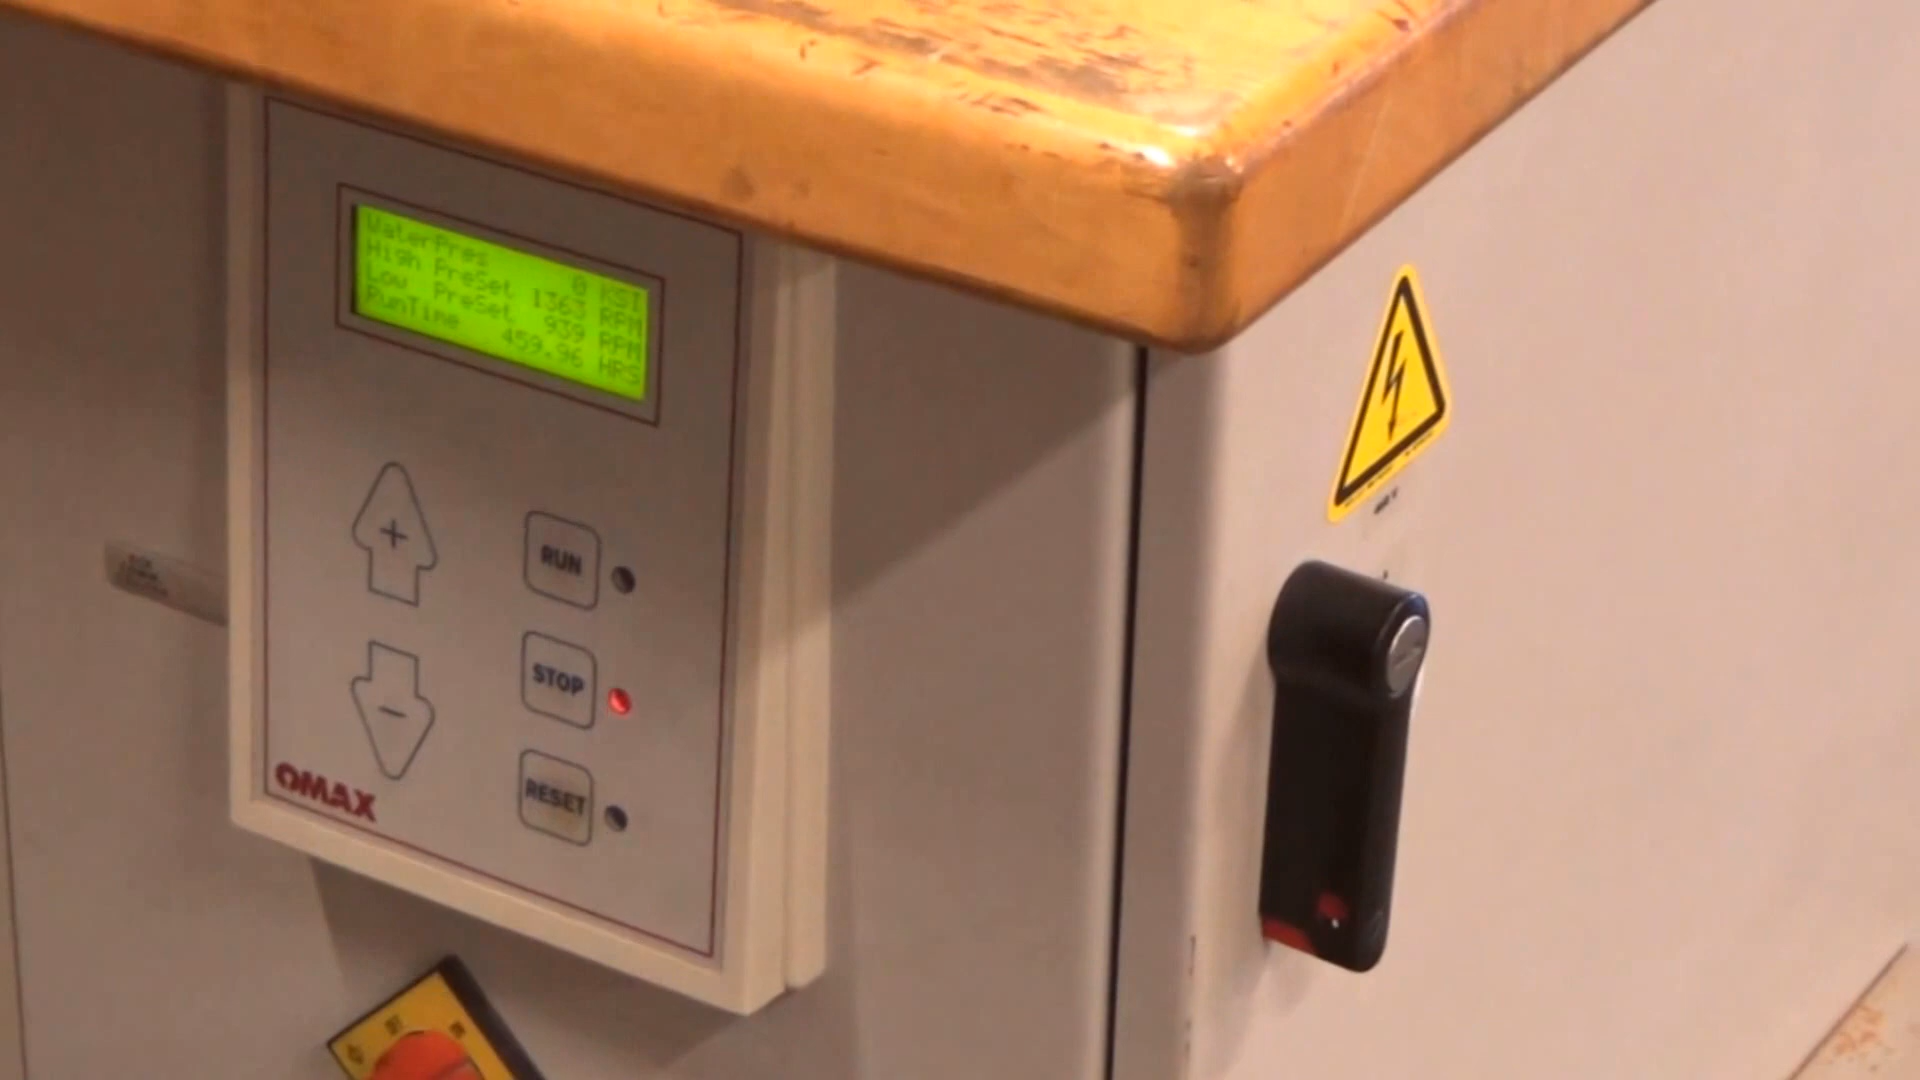 WaterPres 0 KSI
High PreSet 1363 RPM
Low PreSet 939 RPM
RunTime 459.96 HRS
+
RUN
STOP
-
RESET
OMAX